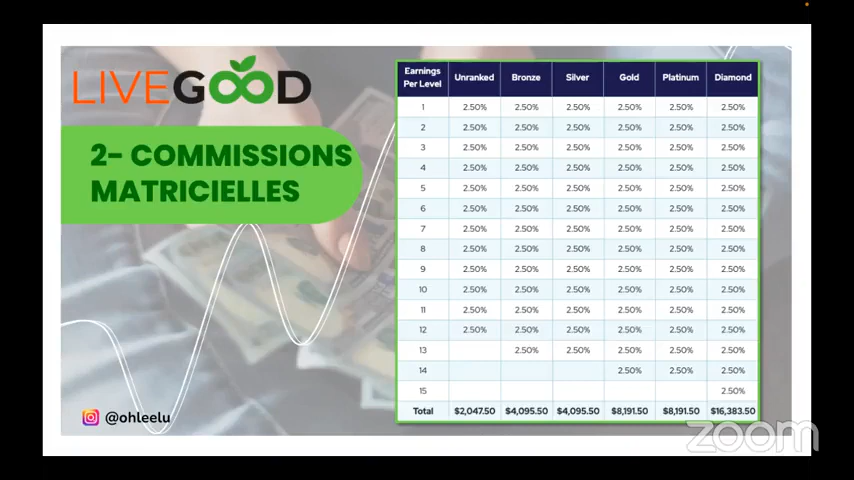 LIVEGOOD
2- COMMISSIONS
MATRICIELLES
Earnings Per Level Unranked Bronze Silver Gold Platinum Diamond
1 2.50% 2.50% 2.50% 2.50% 2.50% 2.50%
2 2.50% 2.50% 2.50% 2.50% 2.50% 2.50%
3 2.50% 2.50% 2.50% 2.50% 2.50% 2.50%
4 2.50% 2.50% 2.50% 2.50% 2.50% 2.50%
5 2.50% 2.50% 2.50% 2.50% 2.50% 2.50%
6 2.50% 2.50% 2.50% 2.50% 2.50% 2.50%
7 2.50% 2.50% 2.50% 2.50% 2.50% 2.50%
8 2.50% 2.50% 2.50% 2.50% 2.50% 2.50%
9 2.50% 2.50% 2.50% 2.50% 2.50% 2.50%
10 2.50% 2.50% 2.50% 2.50% 2.50% 2.50%
11 2.50% 2.50% 2.50% 2.50% 2.50% 2.50%
12 2.50% 2.50% 2.50% 2.50% 2.50% 2.50%
13 2.50% 2.50% 2.50% 2.50% 2.50%
14 2.50% 2.50% 2.50%
15 2.50%
Total $2,047.50 $4,095.50 $4,095.50 $8,191.50 $8,191.50 $16,383.50
@ohleelu
zoom